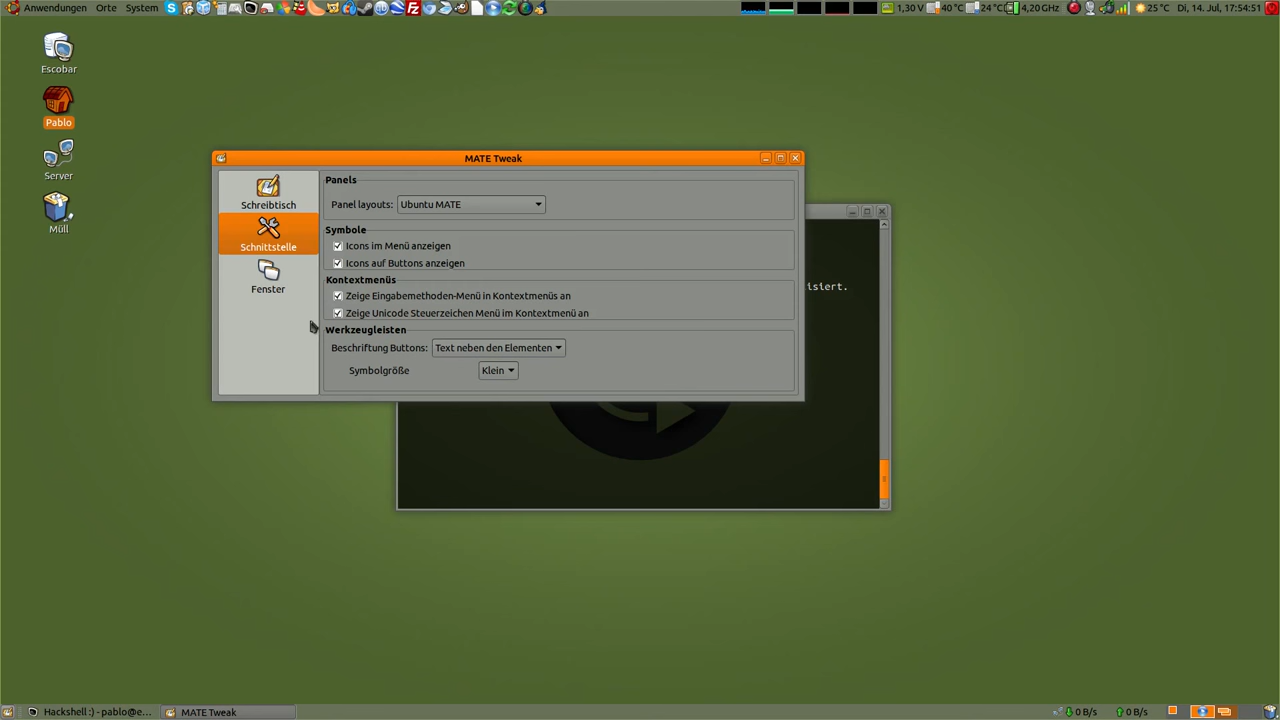 Anwendungen Orte System 1,30 V 40 °C 24 °C 4,20 GHz 25 °C Di, 14. Jul, 17:54:51
Escobar
Pablo
Server
Müll
MATE Tweak
Schreibtisch
Schnittstelle
Fenster
Panels
Panel layouts: Ubuntu MATE
Symbole
Icons im Menü anzeigen
Icons auf Buttons anzeigen
Kontextmenüs
Zeige Eingabemethoden-Menü in Kontextmenüs an
Zeige Unicode Steuerzeichen Menü im Kontextmenü an
Werkzeugleisten
Beschriftung Buttons: Text neben den Elementen
Symbolgröße Klein
isiert.
Hackshell :) - pablo@e... MATE Tweak 0 B/s 0 B/s